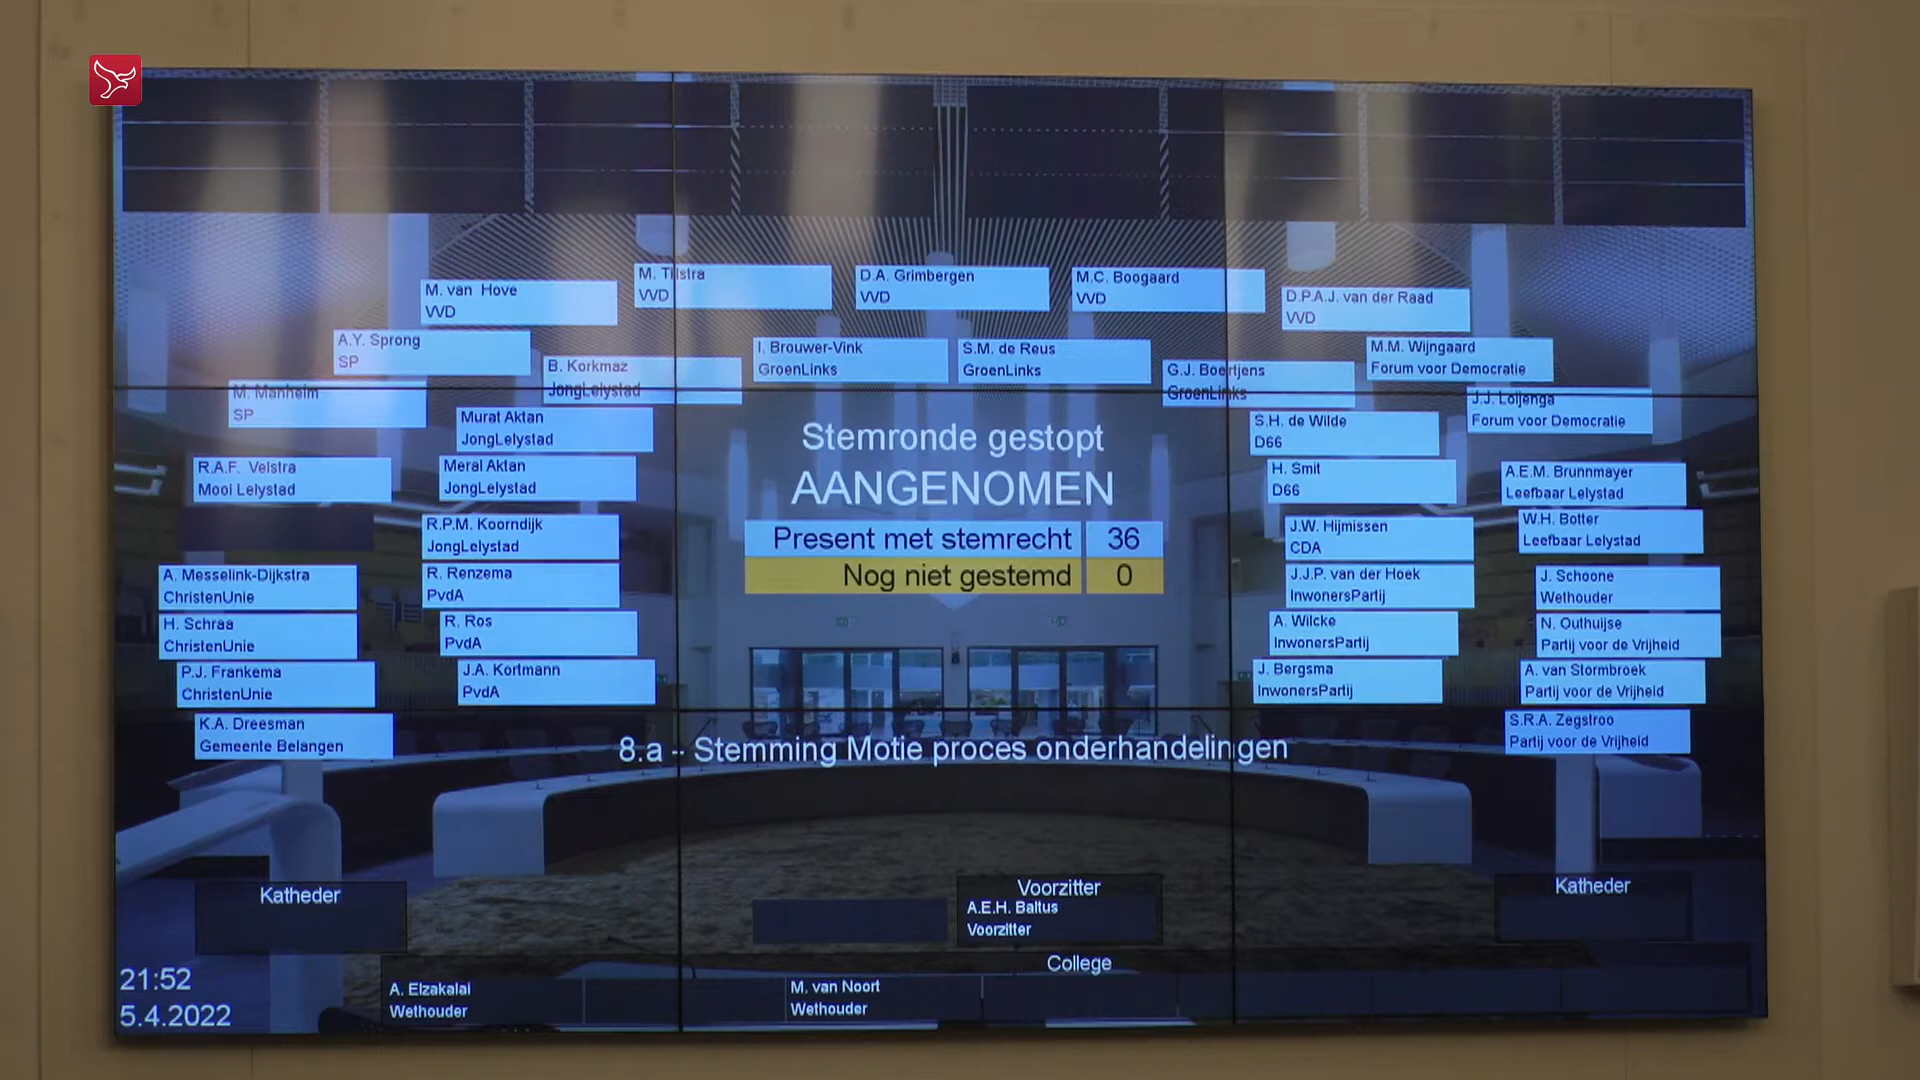 M. van Hove
VVD
M. Tilstra
VVD
D.A. Grimbergen
VVD
M.C. Boogaard
VVD
D.P.A.J. van der Raad
VVD
A.Y. Sprong
SP
B. Korkmaz
JongLelystad
I. Brouwer-Vink
GroenLinks
S.M. de Reus
GroenLinks
G.J. Boertjens
GroenLinks
M.M. Wijngaard
Forum voor Democratie
M. Manheim
SP
Murat Aktan
JongLelystad
S.H. de Wilde
D66
J.J. Loijenga
Forum voor Democratie
R.A.F. Velstra
Mooi Lelystad
Meral Aktan
JongLelystad
Stemronde gestopt
AANGENOMEN
Present met stemrecht 36
Nog niet gestemd 0
H. Smit
D66
A.E.M. Brunnmayer
Leefbaar Lelystad
R.P.M. Koorndijk
JongLelystad
J.W. Hijmissen
CDA
W.H. Botter
Leefbaar Lelystad
A. Messelink-Dijkstra
ChristenUnie
R. Renzema
PvdA
J.J.P. van der Hoek
InwonersPartij
J. Schoone
Wethouder
H. Schraa
ChristenUnie
R. Ros
PvdA
A. Wilcke
InwonersPartij
N. Outhuijse
Partij voor de Vrijheid
P.J. Frankema
ChristenUnie
J.A. Kortmann
PvdA
J. Bergsma
InwonersPartij
A. van Stormbroek
Partij voor de Vrijheid
K.A. Dreesman
Gemeente Belangen
S.R.A. Zegstroo
Partij voor de Vrijheid
8.a - Stemming Motie proces onderhandelingen
Katheder
Voorzitter
A.E.H. Baltus
Voorzitter
Katheder
College
21:52
5.4.2022
A. Elzakalai
Wethouder
M. van Noort
Wethouder